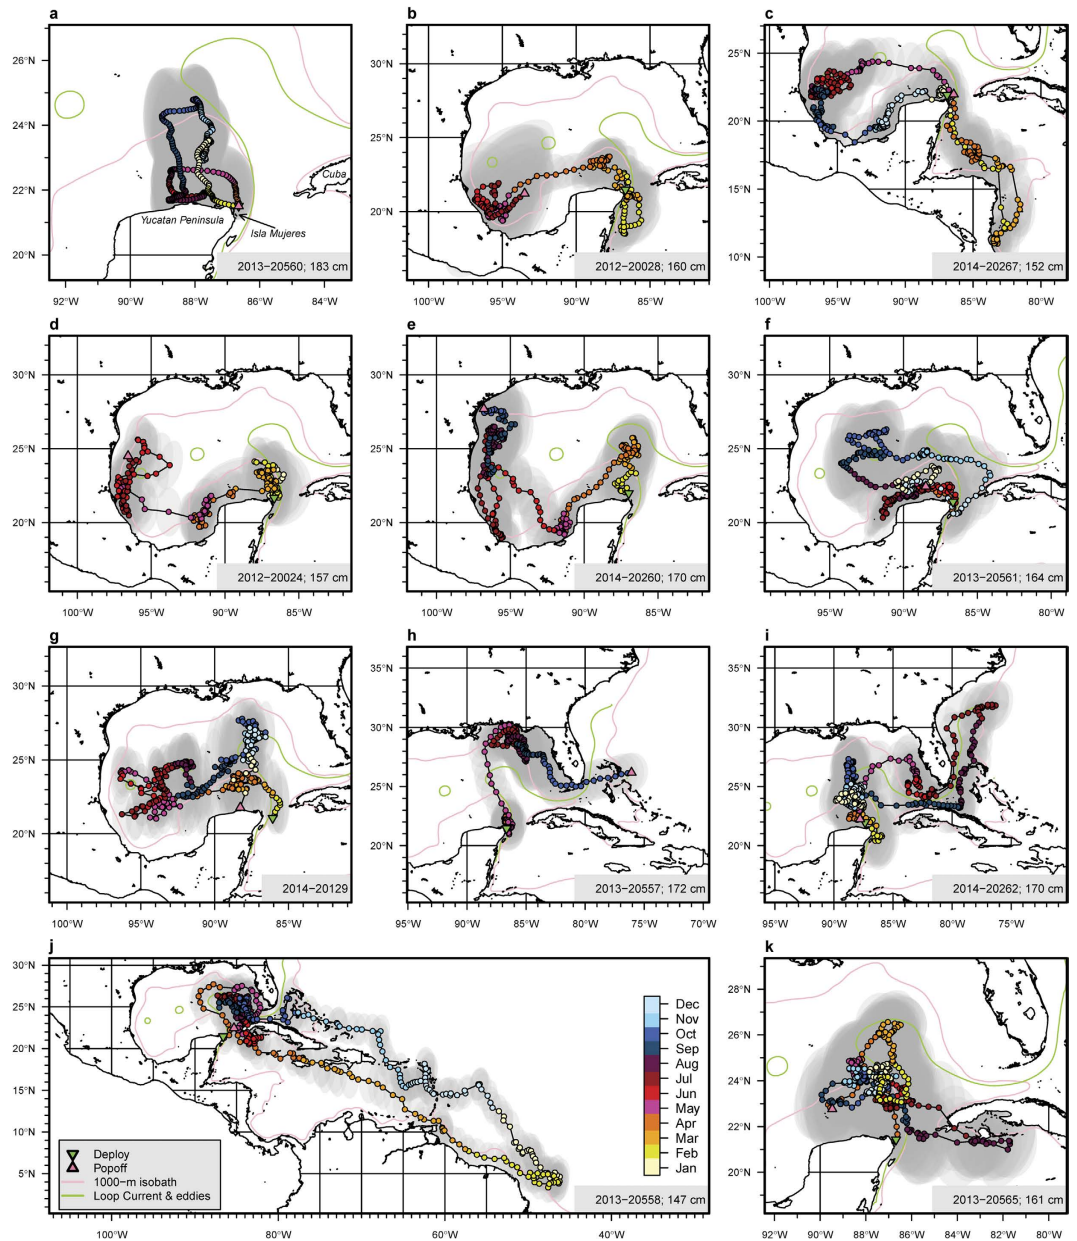 a
26°N
24°N
22°N
20°N
Cuba
Yucatan Peninsula
Isla Mujeres
2013−20560; 183 cm
92°W 90°W 88°W 86°W 84°W
b
30°N
25°N
20°N
2012−20028; 160 cm
100°W 95°W 90°W 85°W
c
25°N
20°N
15°N
10°N
2014−20267; 152 cm
100°W 95°W 90°W 85°W 80°W
d
30°N
25°N
20°N
2012−20024; 157 cm
100°W 95°W 90°W 85°W
e
30°N
25°N
20°N
2014−20260; 170 cm
100°W 95°W 90°W 85°W
f
30°N
25°N
20°N
2013−20561; 164 cm
95°W 90°W 85°W 80°W
g
30°N
25°N
20°N
2014−20129
100°W 95°W 90°W 85°W
h
35°N
30°N
25°N
20°N
2013−20557; 172 cm
95°W 90°W 85°W 80°W 75°W 70°W
i
35°N
30°N
25°N
20°N
2014−20262; 170 cm
90°W 85°W 80°W 75°W
j
30°N
25°N
20°N
15°N
10°N
5°N
Deploy
Popoff
1000−m isobath
Loop Current & eddies
Dec
Nov
Oct
Sep
Aug
Jul
Jun
May
Apr
Mar
Feb
Jan
2013−20558; 147 cm
100°W 80°W 60°W 40°W
k
28°N
26°N
24°N
22°N
20°N
2013−20565; 161 cm
92°W 90°W 88°W 86°W 84°W 82°W 80°W